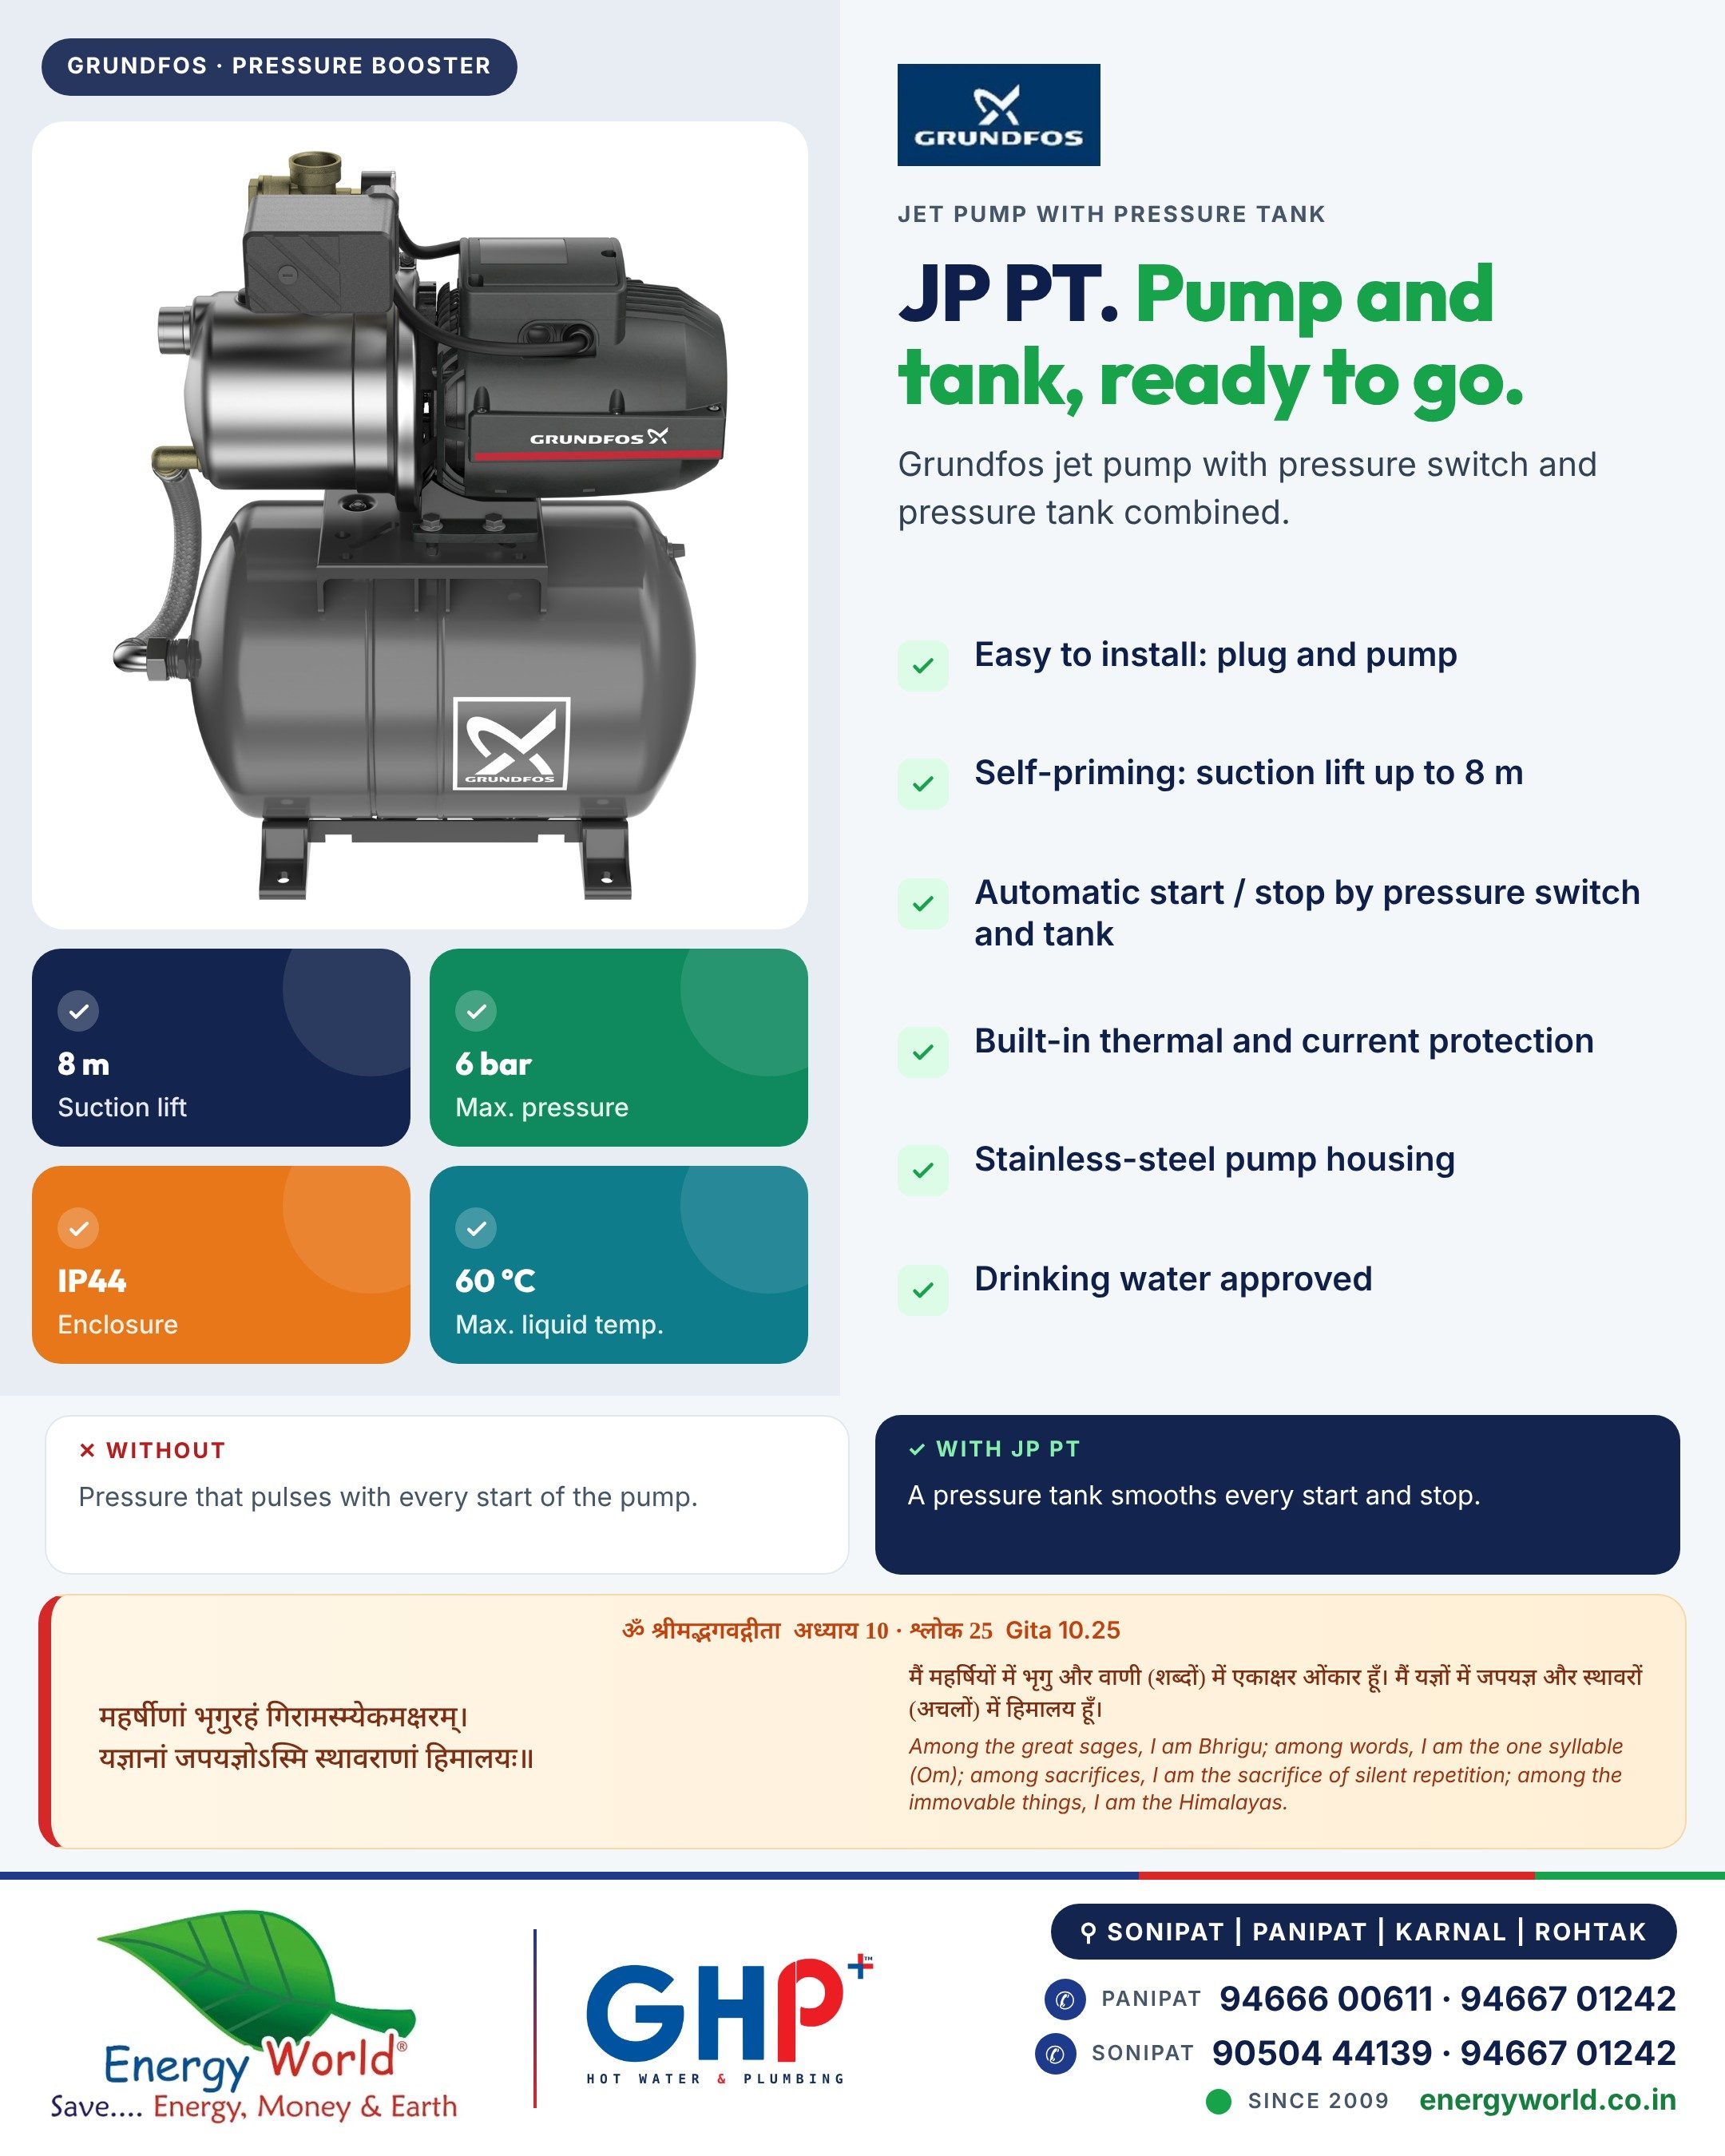 GRUNDFOS · PRESSURE BOOSTER
GRUNDFOS
GRUNDFOS
8 m
Suction lift
6 bar
Max. pressure
IP44
Enclosure
60 °C
Max. liquid temp.
GRUNDFOS
JET PUMP WITH PRESSURE TANK
JP PT. Pump and
tank, ready to go.
Grundfos jet pump with pressure switch and
pressure tank combined.
Easy to install: plug and pump
Self-priming: suction lift up to 8 m
Automatic start / stop by pressure switch
and tank
Built-in thermal and current protection
Stainless-steel pump housing
Drinking water approved
✕ WITHOUT
Pressure that pulses with every start of the pump.
✓ WITH JP PT
A pressure tank smooths every start and stop.
ॐ श्रीमद्भगवद्गीता अध्याय 10 · श्लोक 25 Gita 10.25
महर्षीणां भृगुरहं गिरामस्म्येकमक्षरम्।
यज्ञानां जपयज्ञोऽस्मि स्थावराणां हिमालयः॥
मैं महर्षियों में भृगु और वाणी (शब्दों) में एकाक्षर ओंकार हूँ। मैं यज्ञों में जपयज्ञ और स्थावरों
(अचलों) में हिमालय हूँ।
Among the great sages, I am Bhrigu; among words, I am the one syllable
(Om); among sacrifices, I am the sacrifice of silent repetition; among the
immovable things, I am the Himalayas.
Energy World®
Save.... Energy, Money & Earth
GHP+™
HOT WATER & PLUMBING
SONIPAT | PANIPAT | KARNAL | ROHTAK
PANIPAT 94666 00611 · 94667 01242
SONIPAT 90504 44139 · 94667 01242
SINCE 2009 energyworld.co.in